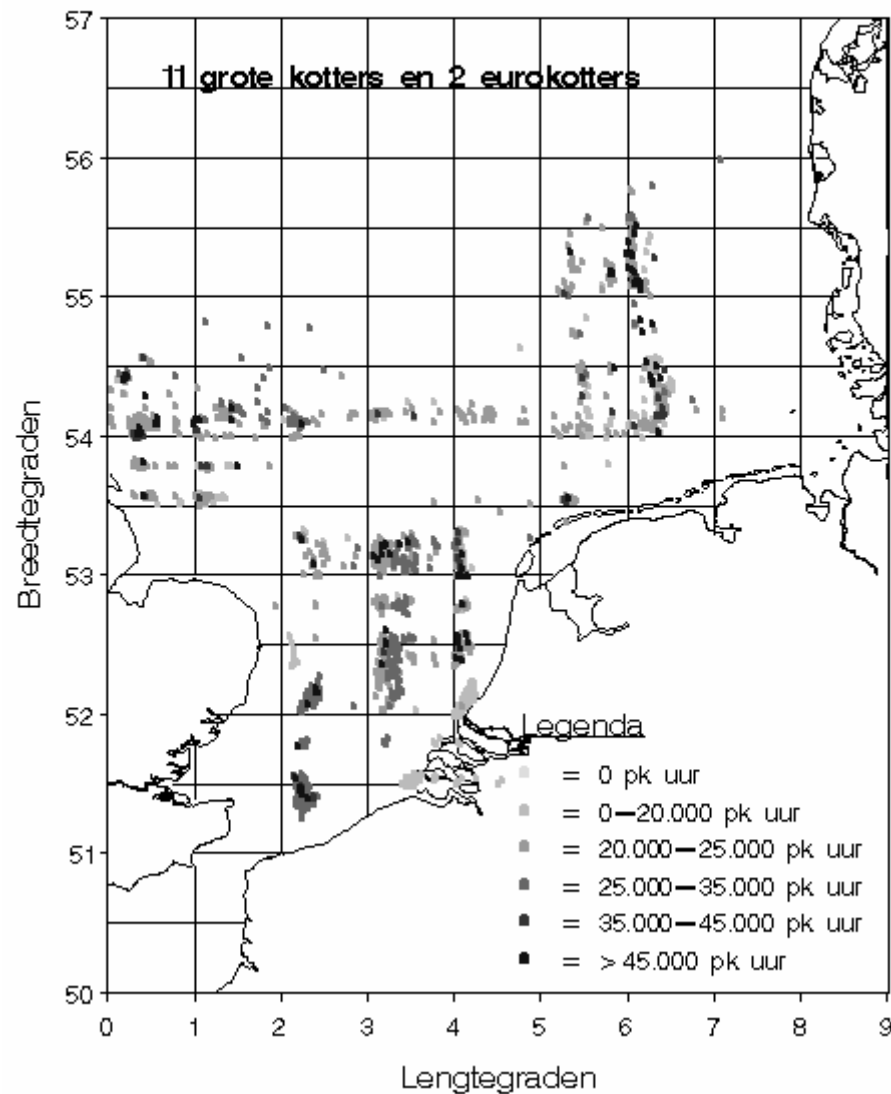 11 grote kotters en 2 eurokotters
57
56
55
54
53
52
51
50
Breedtegraden
Legenda
= 0 pk uur
= 0–20.000 pk uur
= 20.000–25.000 pk uur
= 25.000–35.000 pk uur
= 35.000–45.000 pk uur
= > 45.000 pk uur
0 1 2 3 4 5 6 7 8 9
Lengtegraden